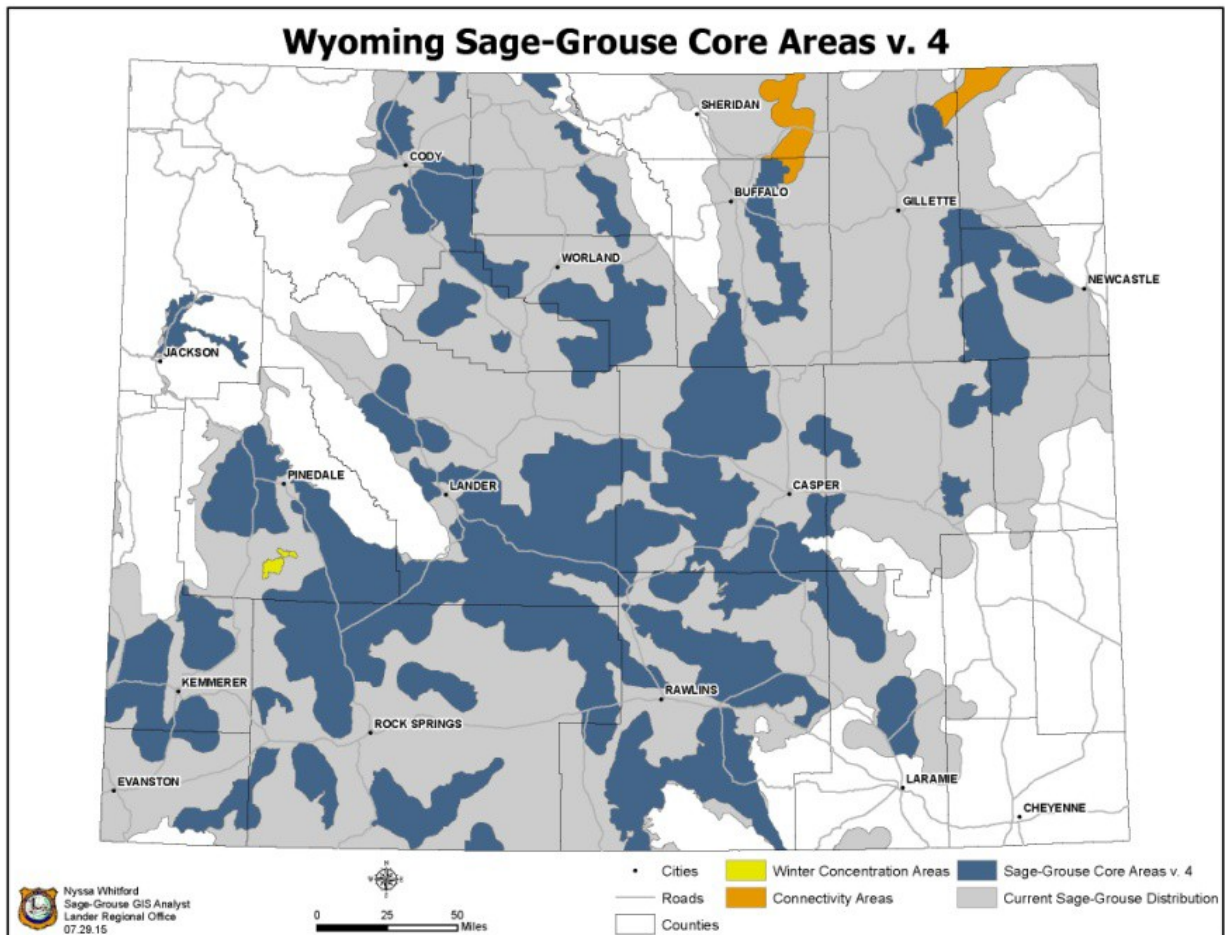 Wyoming Sage-Grouse Core Areas v. 4
SHERIDAN
CODY
BUFFALO
GILLETTE
WORLAND
NEWCASTLE
JACKSON
PINEDALE
LANDER
CASPER
KEMMERER
RAWLINS
ROCK SPRINGS
EVANSTON
LARAMIE
CHEYENNE
Nyssa Whitford
Sage-Grouse GIS Analyst
Lander Regional Office
07.29.15
0 25 50
Miles
Cities
Roads
Counties
Winter Concentration Areas
Connectivity Areas
Sage-Grouse Core Areas v. 4
Current Sage-Grouse Distribution